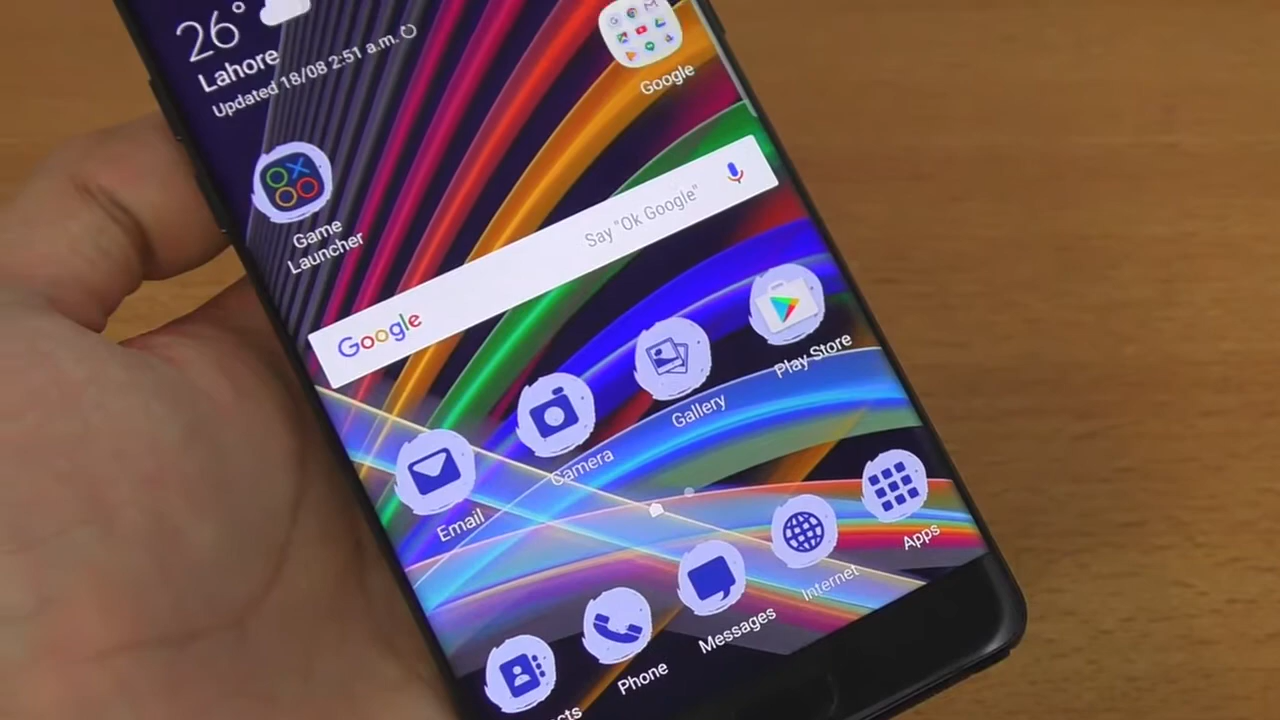 26°
Lahore
Updated 18/08 2:51 a.m.
Google
Game
Launcher
Say "Ok Google"
Google
Play Store
Gallery
Camera
Email
Apps
Internet
Messages
Phone
cts